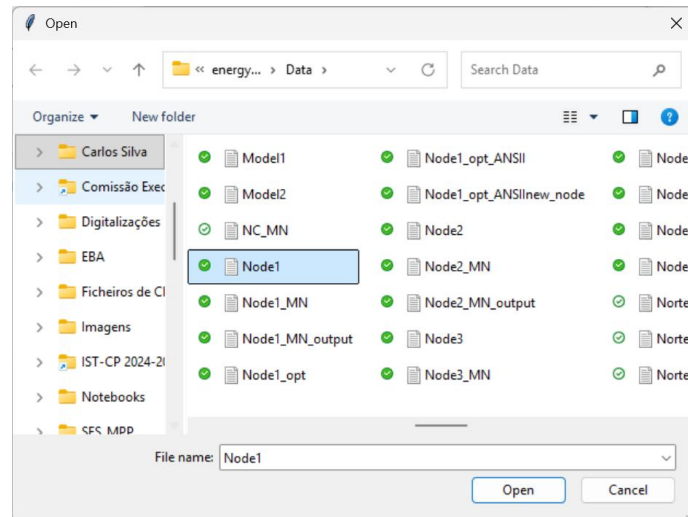 Open
« energy... > Data >
Search Data
Organize
New folder
Carlos Silva
Comissão Exec
Digitalizações
EBA
Ficheiros de Cl
Imagens
IST-CP 2024-20
Notebooks
SES_MPP
Model1
Model2
NC_MN
Node1
Node1_MN
Node1_MN_output
Node1_opt
Node1_opt_ANSII
Node1_opt_ANSIInew_node
Node2
Node2_MN
Node2_MN_output
Node3
Node3_MN
Node
Node
Node
Node
Norte
Norte
Norte
File name:
Node1
Open
Cancel